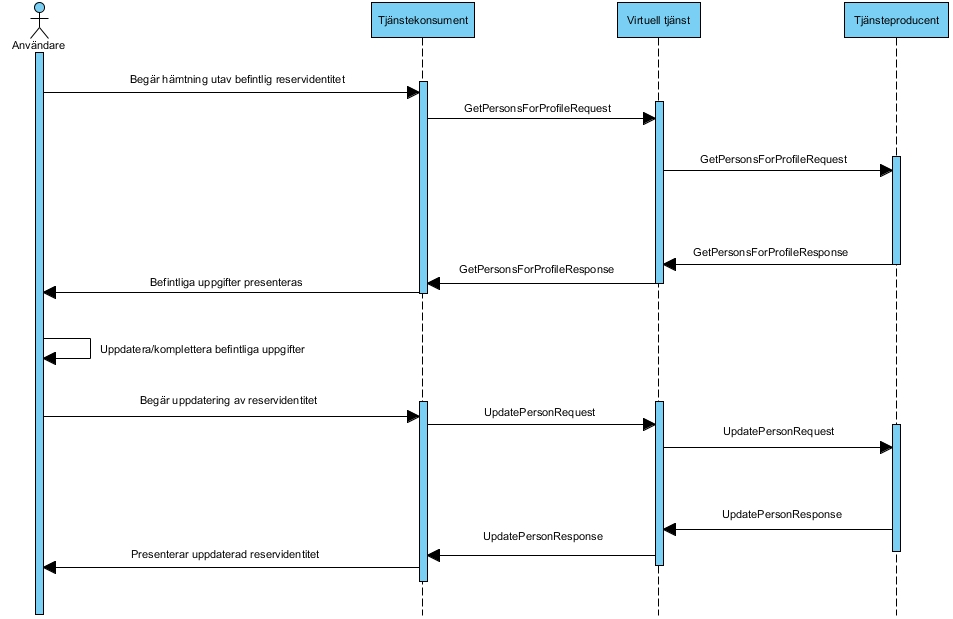 Användare
Tjänstekonsument
Virtuell tjänst
Tjänsteproducent
Begär hämtning utav befintlig reservidentitet
GetPersonsForProfileRequest
GetPersonsForProfileRequest
GetPersonsForProfileResponse
GetPersonsForProfileResponse
Befintliga uppgifter presenteras
Uppdatera/komplettera befintliga uppgifter
Begär uppdatering av reservidentitet
UpdatePersonRequest
UpdatePersonRequest
UpdatePersonResponse
UpdatePersonResponse
Presenterar uppdaterad reservidentitet